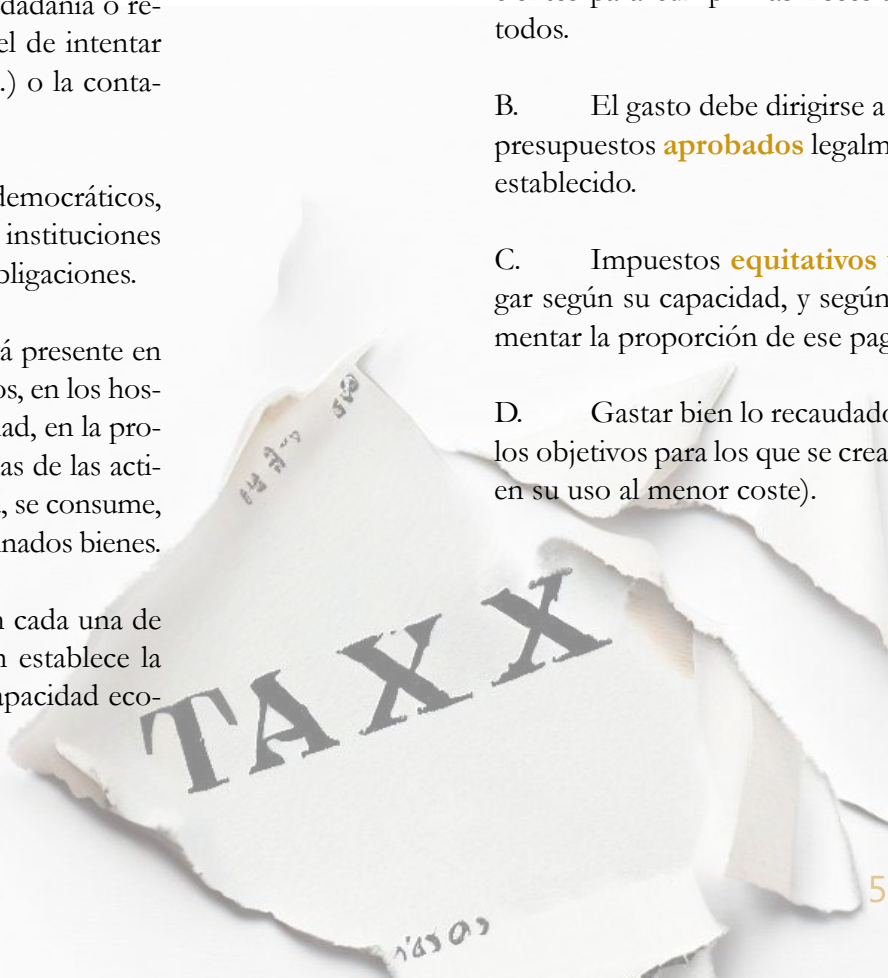 dadanía o re-
el de intentar
.) o la conta-
democráticos,
instituciones
bligaciones.
á presente en
os, en los hos-
ad, en la pro-
as de las acti-
, se consume,
nados bienes.
n cada una de
n establece la
apacidad eco-
todos.
B. El gasto debe dirigirse a
presupuestos aprobados legalm
establecido.
C. Impuestos equitativos
gar según su capacidad, y según
mentar la proporción de ese pag
D. Gastar bien lo recaudado
los objetivos para los que se crea
en su uso al menor coste).
TAXX
5